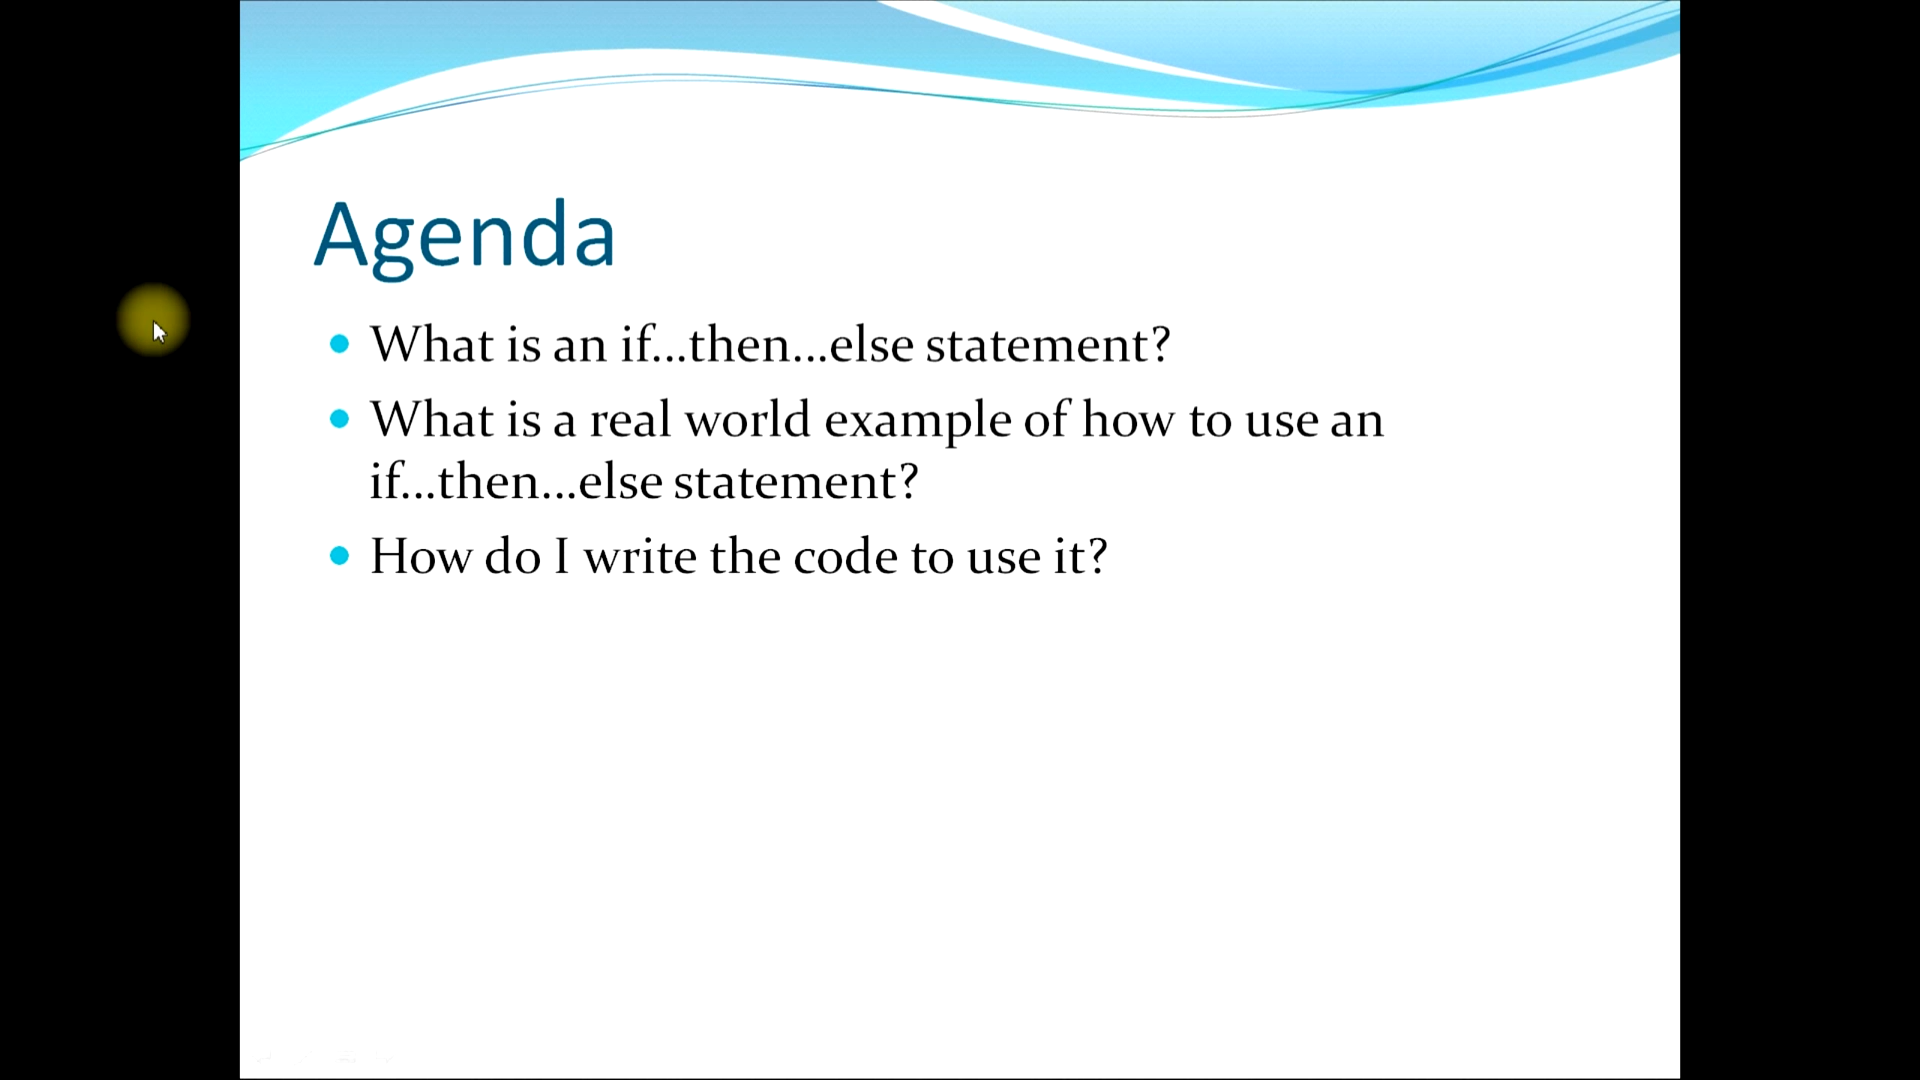 Agenda
What is an if...then...else statement?
What is a real world example of how to use an
if...then...else statement?
How do I write the code to use it?